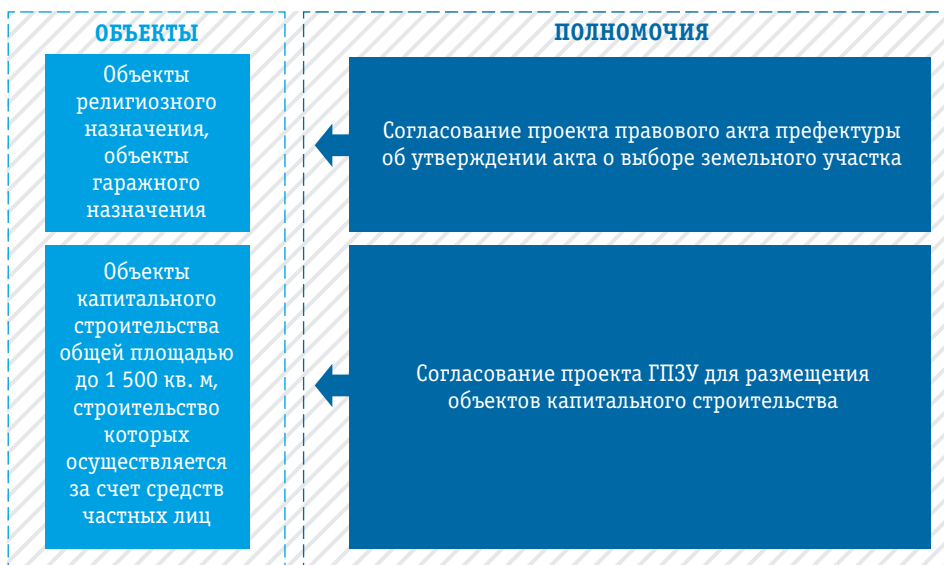 ОБЪЕКТЫ
ПОЛНОМОЧИЯ
Объекты
религиозного
назначения,
объекты
гаражного
назначения
Согласование проекта правового акта префектуры
об утверждении акта о выборе земельного участка
Объекты
капитального
строительства
общей площадью
до 1 500 кв. м,
строительство
которых
осуществляется
за счет средств
частных лиц
Согласование проекта ГПЗУ для размещения
объектов капитального строительства